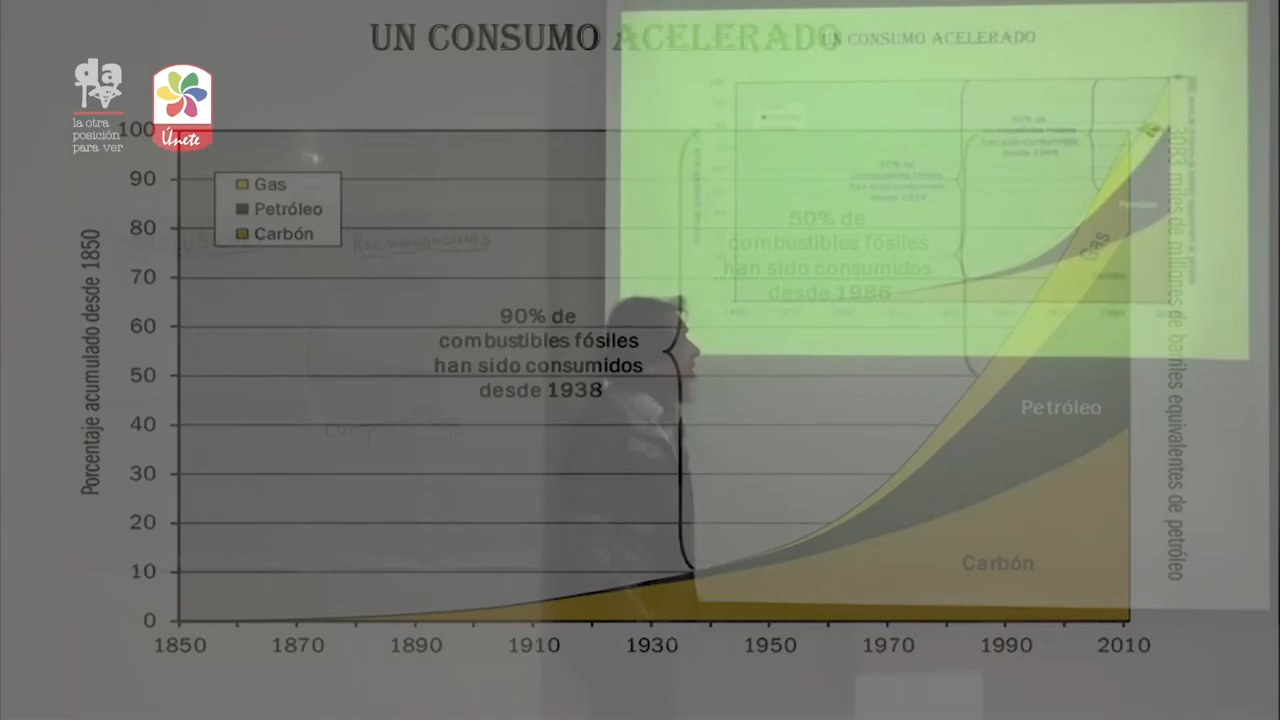 UN CONSUMO ACELERADO
UN CONSUMO ACELERADO
dalo
la otra
posición
para ver
Únete
100
90
80
70
60
50
40
30
20
10
0
Porcentaje acumulado desde 1850
Gas
Petróleo
Carbón
RECOMENDACIONES
90% de
combustibles fósiles
han sido consumidos
desde 1938
50% de
combustibles fósiles
han sido consumidos
desde 1986
Gas
Petróleo
Carbón
3083 miles de millones de barriles equivalentes de petróleo
1850
1870
1890
1910
1930
1950
1970
1990
2010